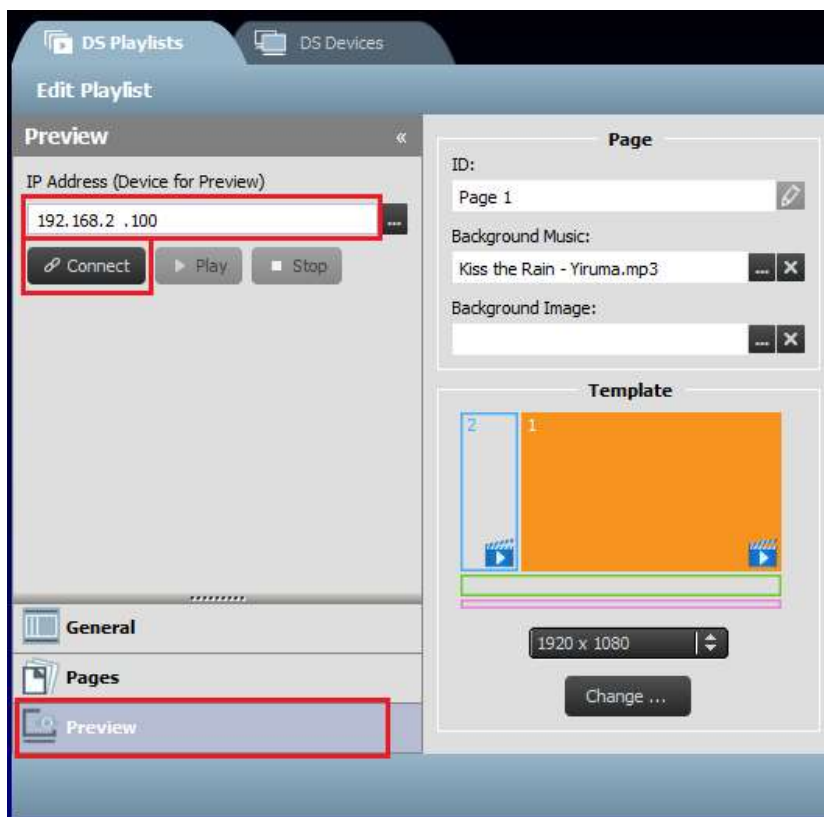 DS Playlists
DS Devices
Edit Playlist
Preview «
IP Address (Device for Preview)
192.168.2 .100 ...
Connect
Play
Stop
General
Pages
Preview
Page
ID:
Page 1
Background Music:
Kiss the Rain - Yiruma.mp3 ...
Background Image:
...
Template
2 1
1920 x 1080
Change ...